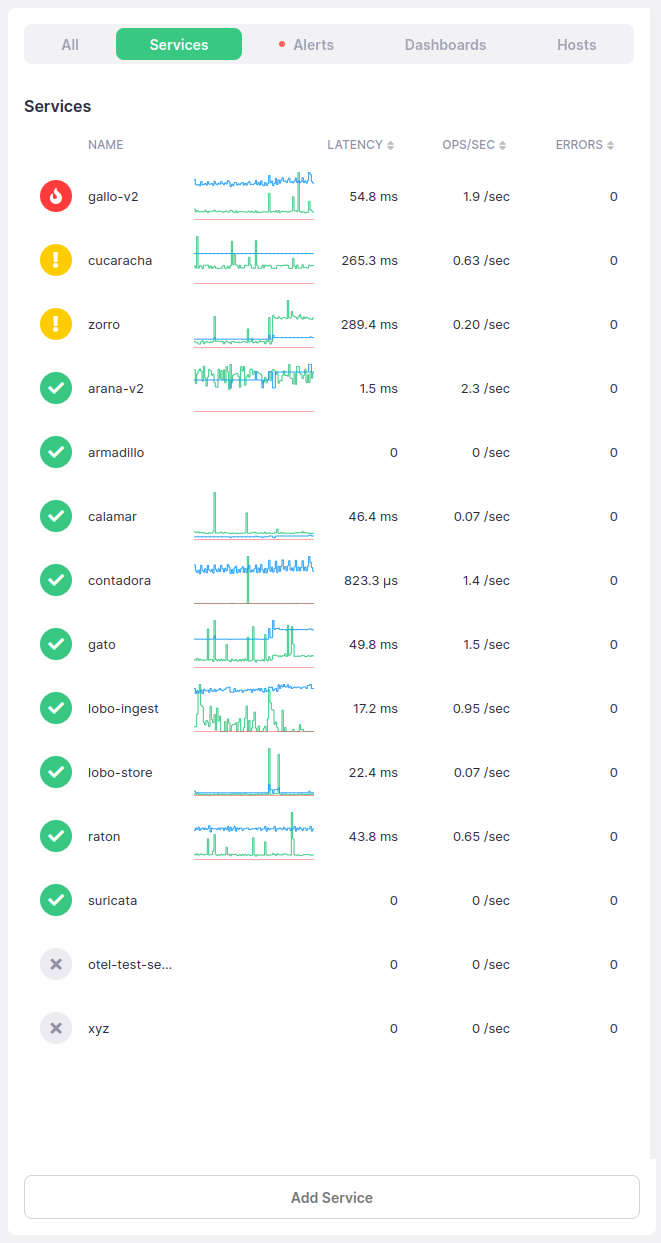 All Services Alerts Dashboards Hosts
Services
NAME LATENCY OPS/SEC ERRORS
gallo-v2 54.8 ms 1.9 /sec 0
cucaracha 265.3 ms 0.63 /sec 0
zorro 289.4 ms 0.20 /sec 0
arana-v2 1.5 ms 2.3 /sec 0
armadillo 0 0 /sec 0
calamar 46.4 ms 0.07 /sec 0
contadora 823.3 µs 1.4 /sec 0
gato 49.8 ms 1.5 /sec 0
lobo-ingest 17.2 ms 0.95 /sec 0
lobo-store 22.4 ms 0.07 /sec 0
raton 43.8 ms 0.65 /sec 0
suricata 0 0 /sec 0
otel-test-se... 0 0 /sec 0
xyz 0 0 /sec 0
Add Service